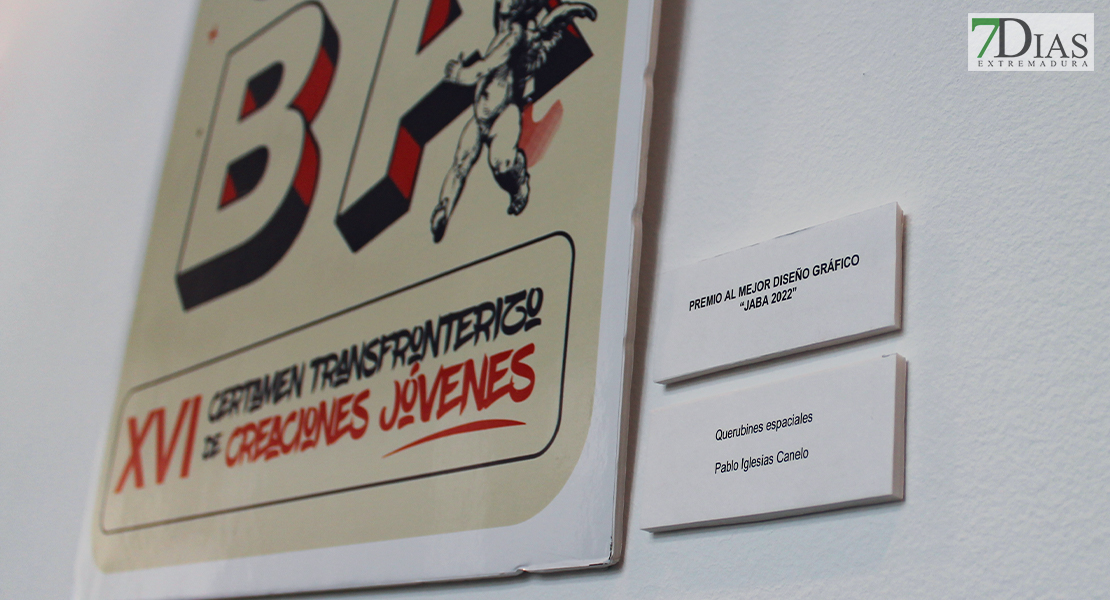 7DIAS
EXTREMADURA
BA
XVI CERTAMEN TRANSFRONTERIZO
DE CREACIONES JÓVENES
PREMIO AL MEJOR DISEÑO GRÁFICO
“JABA 2022”
Querubines espaciales
Pablo Iglesias Canelo